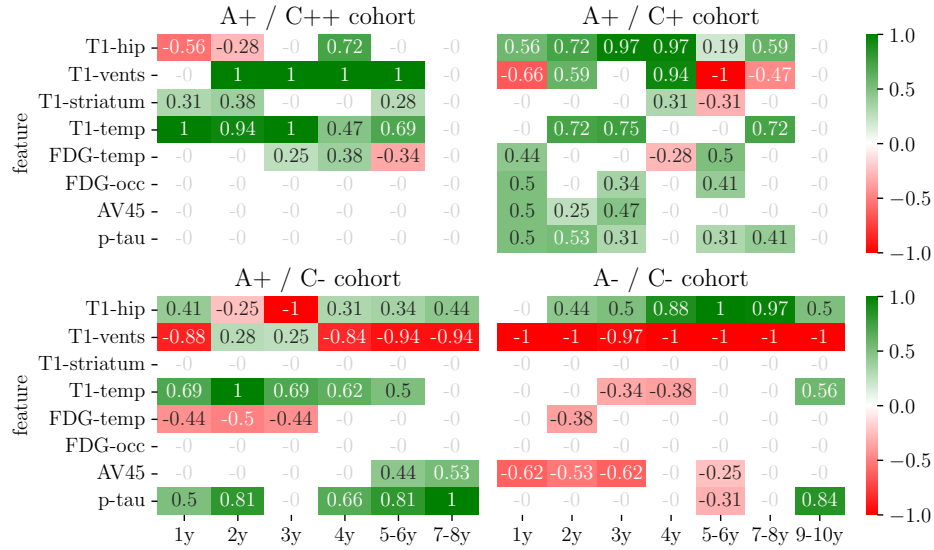 A+ / C++ cohort
A+ / C+ cohort
T1-hip -0.56 -0.28 -0 0.72 -0 -0 0.56 0.72 0.97 0.97 0.19 0.59 1.0
T1-vents -0 1 1 1 1 -0 -0.66 0.59 -0 0.94 -1 -0.47
T1-striatum 0.31 0.38 -0 -0 0.28 -0 -0 -0 -0 0.31 -0.31 -0 0.5
T1-temp 1 0.94 1 0.47 0.69 -0 -0 0.72 0.75 -0 -0 0.72
feature
FDG-temp -0 -0 0.25 0.38 -0.34 -0 0.44 -0 -0 -0.28 0.5 -0 0.0
FDG-occ -0 -0 -0 -0 -0 -0 0.5 -0 0.34 -0 0.41 -0
AV45 -0 -0 -0 -0 -0 -0 0.5 0.25 0.47 -0 -0 -0 −0.5
p-tau -0 -0 -0 -0 -0 -0 0.5 0.53 0.31 -0 0.31 0.41 −1.0
A+ / C- cohort
A- / C- cohort
T1-hip 0.41 -0.25 -1 0.31 0.34 0.44 -0 0.44 0.5 0.88 1 0.97 0.5 1.0
T1-vents -0.88 0.28 0.25 -0.84 -0.94 -0.94 -1 -1 -0.97 -1 -1 -1 -1
T1-striatum -0 -0 -0 -0 -0 -0 -0 -0 -0 -0 -0 -0 -0 0.5
T1-temp 0.69 1 0.69 0.62 0.5 -0 -0 -0 -0.34 -0.38 -0 -0 0.56
feature
FDG-temp -0.44 -0.5 -0.44 -0 -0 -0 -0 -0.38 -0 -0 -0 -0 -0 0.0
FDG-occ -0 -0 -0 -0 -0 -0 -0 -0 -0 -0 -0 -0 -0
AV45 -0 -0 -0 -0 0.44 0.53 -0.62 -0.53 -0.62 -0 -0.25 -0 -0 −0.5
p-tau 0.5 0.81 -0 0.66 0.81 1 -0 -0 -0 -0 -0.31 -0 0.84 −1.0
1y 2y 3y 4y 5-6y 7-8y 1y 2y 3y 4y 5-6y 7-8y 9-10y